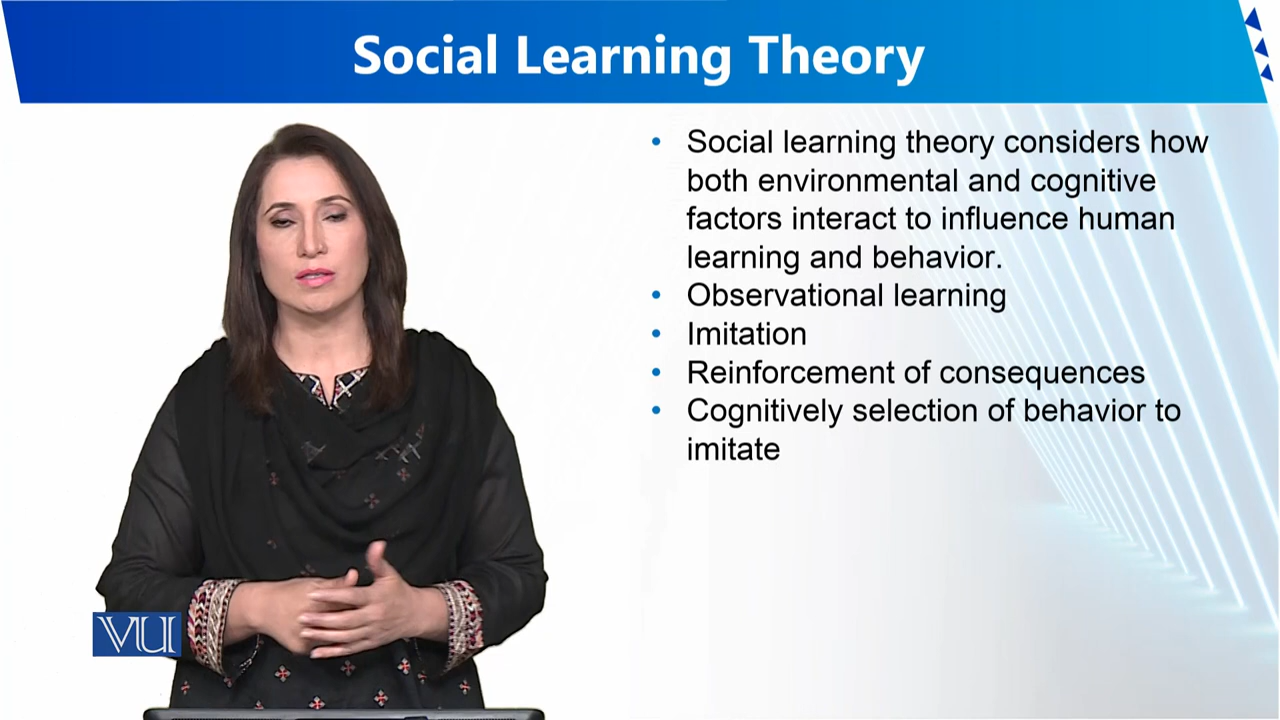 Social Learning Theory
• Social learning theory considers how
both environmental and cognitive
factors interact to influence human
learning and behavior.
• Observational learning
• Imitation
• Reinforcement of consequences
• Cognitively selection of behavior to
imitate
VU